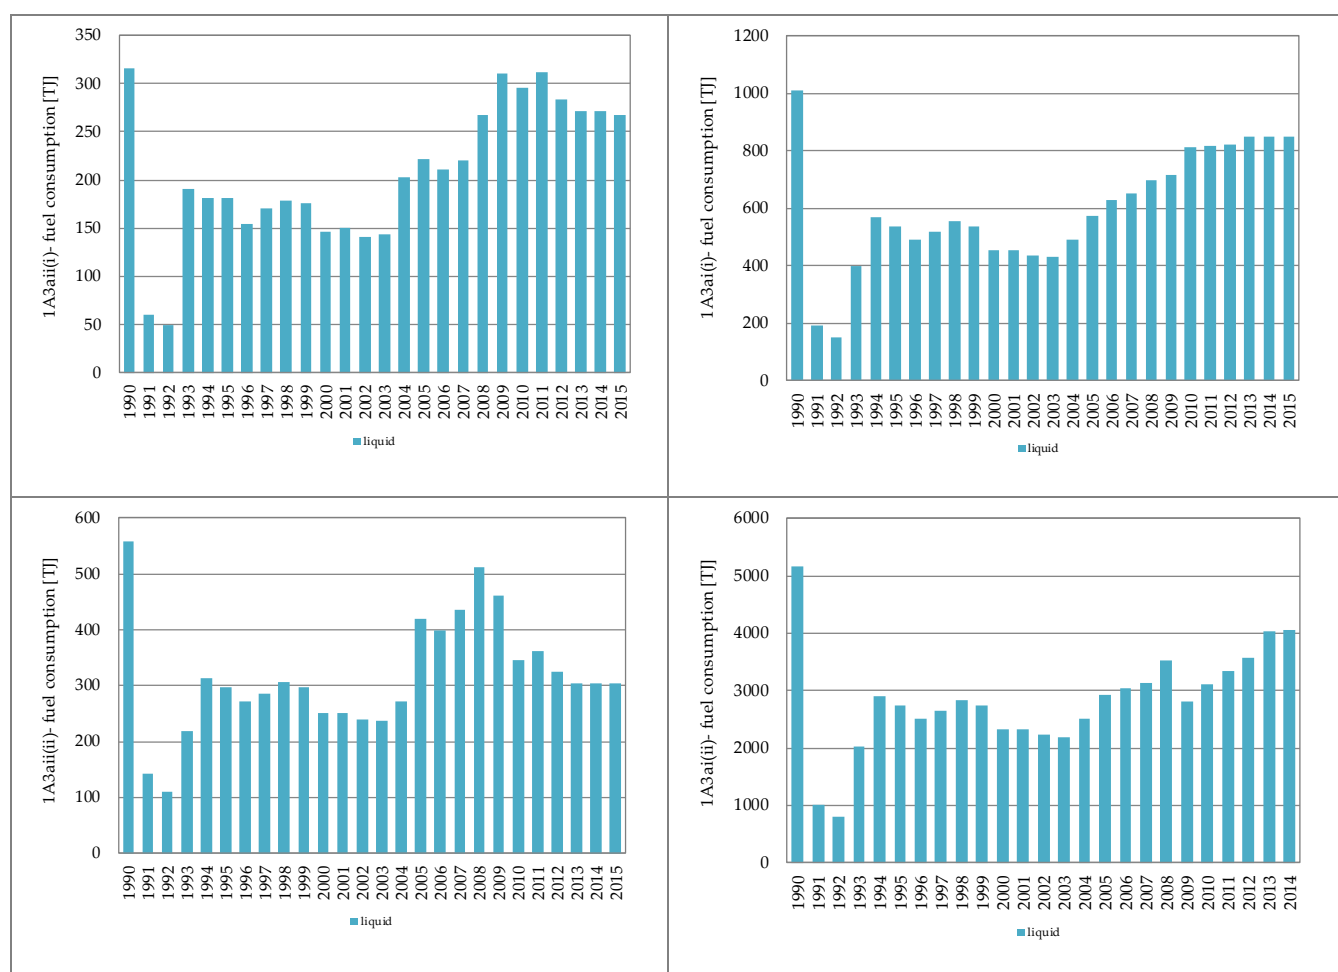 1A3aii(i)- fuel consumption [TJ]
350
300
250
200
150
100
50
0
1990 1991 1992 1993 1994 1995 1996 1997 1998 1999 2000 2001 2002 2003 2004 2005 2006 2007 2008 2009 2010 2011 2012 2013 2014 2015
liquid
1A3ai(i)- fuel consumption [TJ]
1200
1000
800
600
400
200
0
1990 1991 1992 1993 1994 1995 1996 1997 1998 1999 2000 2001 2002 2003 2004 2005 2006 2007 2008 2009 2010 2011 2012 2013 2014 2015
liquid
1A3aii(ii)- fuel consumption [TJ]
600
500
400
300
200
100
0
1990 1991 1992 1993 1994 1995 1996 1997 1998 1999 2000 2001 2002 2003 2004 2005 2006 2007 2008 2009 2010 2011 2012 2013 2014 2015
liquid
1A3ai(ii)- fuel consumption [TJ]
6000
5000
4000
3000
2000
1000
0
1990 1991 1992 1993 1994 1995 1996 1997 1998 1999 2000 2001 2002 2003 2004 2005 2006 2007 2008 2009 2010 2011 2012 2013 2014
liquid